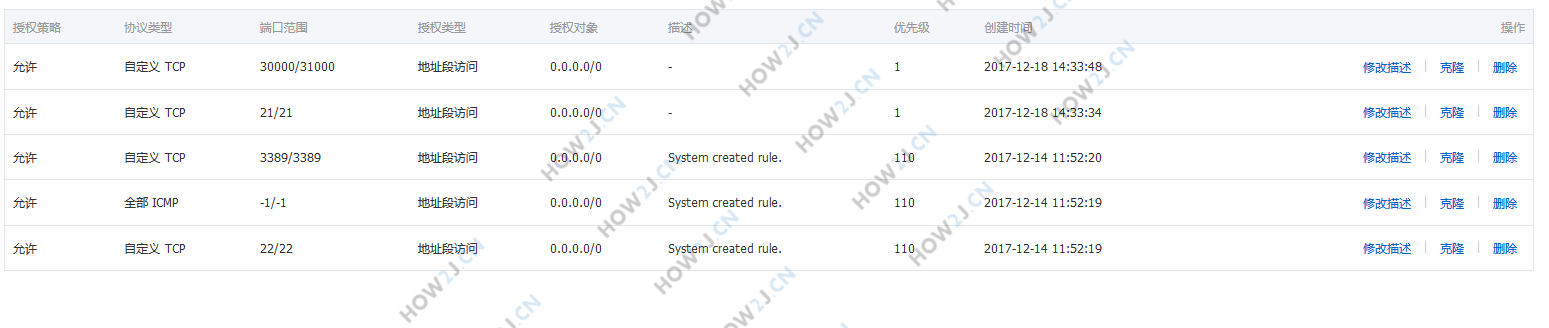 授权策略 协议类型 端口范围 授权类型 授权对象 描述 优先级 创建时间 操作
允许 自定义 TCP 30000/31000 地址段访问 0.0.0.0/0 - 1 2017-12-18 14:33:48 修改描述 | 克隆 | 删除
允许 自定义 TCP 21/21 地址段访问 0.0.0.0/0 - 1 2017-12-18 14:33:34 修改描述 | 克隆 | 删除
允许 自定义 TCP 3389/3389 地址段访问 0.0.0.0/0 System created rule. 110 2017-12-14 11:52:20 修改描述 | 克隆 | 删除
允许 全部 ICMP -1/-1 地址段访问 0.0.0.0/0 System created rule. 110 2017-12-14 11:52:19 修改描述 | 克隆 | 删除
允许 自定义 TCP 22/22 地址段访问 0.0.0.0/0 System created rule. 110 2017-12-14 11:52:19 修改描述 | 克隆 | 删除
HOW2J.CN